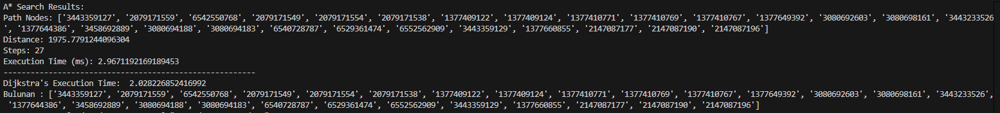 A* Search Results:
Path Nodes: ['3443359127', '2079171559', '6542550768', '2079171549', '2079171554', '2079171538', '1377409122', '1377409124', '1377410771', '1377410769', '1377410767', '1377649392', '3080692603', '3080698161', '3443233526
', '1377644386', '3458692889', '3080694188', '3080694183', '6540728787', '6529361474', '6552562909', '3443359129', '1377660855', '2147087177', '2147087190', '2147087196']
Distance: 1975.7791244096304
Steps: 27
Execution Time (ms): 2.9671192169189453
--------------------------------------------------------
Dijkstra's Execution Time:  2.028226852416992
Bulunan : ['3443359127', '2079171559', '6542550768', '2079171549', '2079171554', '2079171538', '1377409122', '1377409124', '1377410771', '1377410769', '1377410767', '1377649392', '3080692603', '3080698161', '3443233526',
'1377644386', '3458692889', '3080694188', '3080694183', '6540728787', '6529361474', '6552562909', '3443359129', '1377660855', '2147087177', '2147087190', '2147087196']